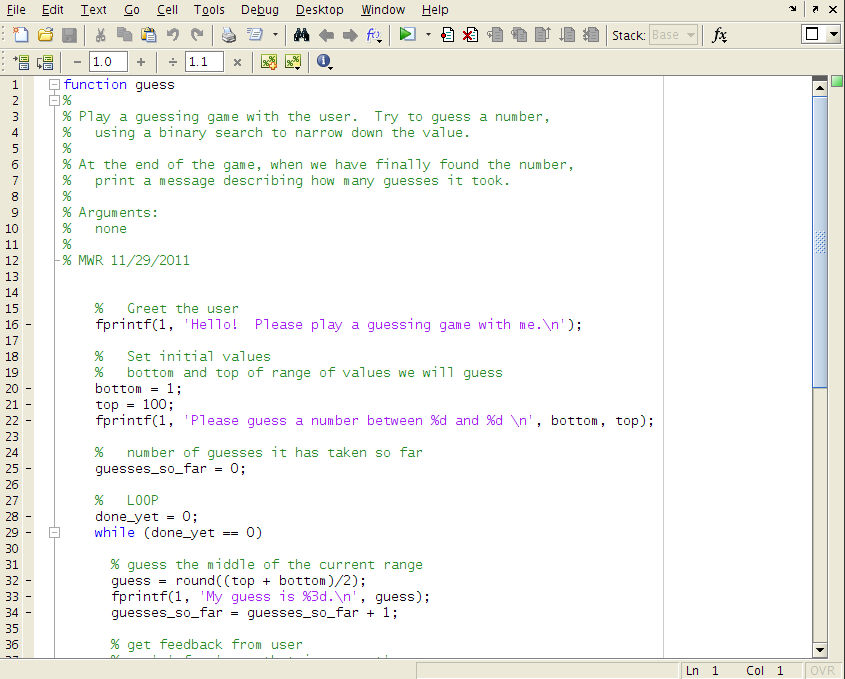 File Edit Text Go Cell Tools Debug Desktop Window Help
Stack: Base fx
− 1.0 + ÷ 1.1 ×
1 function guess
2 %
3 % Play a guessing game with the user.  Try to guess a number,
4 %   using a binary search to narrow down the value.
5 %
6 % At the end of the game, when we have finally found the number,
7 %   print a message describing how many guesses it took.
8 %
9 % Arguments:
10 %   none
11 %
12 % MWR 11/29/2011
13
14
15 %   Greet the user
16 – fprintf(1, 'Hello!  Please play a guessing game with me.\n');
17
18 %   Set initial values
19 %   bottom and top of range of values we will guess
20 – bottom = 1;
21 – top = 100;
22 – fprintf(1, 'Please guess a number between %d and %d \n', bottom, top);
23
24 %   number of guesses it has taken so far
25 – guesses_so_far = 0;
26
27 %   LOOP
28 – done_yet = 0;
29 – while (done_yet == 0)
30
31 % guess the middle of the current range
32 – guess = round((top + bottom)/2);
33 – fprintf(1, 'My guess is %3d.\n', guess);
34 – guesses_so_far = guesses_so_far + 1;
35
36 % get feedback from user
Ln 1 Col 1 OVR